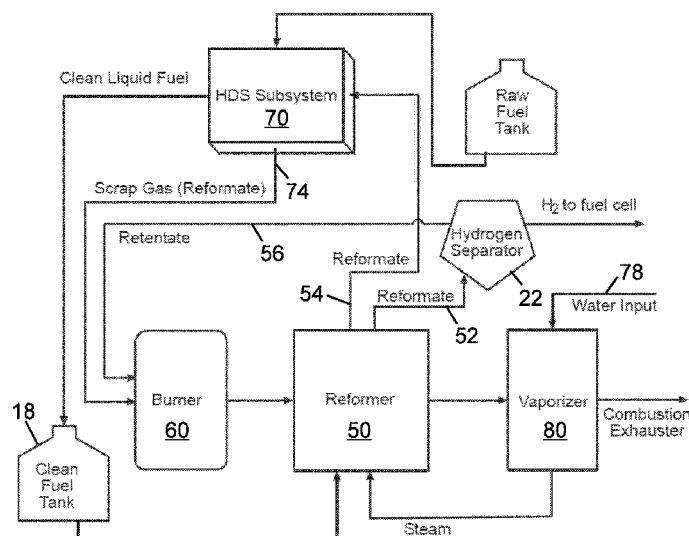 Clean Liquid Fuel
HDS Subsystem
70
Raw
Fuel
Tank
74
Scrap Gas (Reformate)
H2 to fuel cell
56
Retentate
Hydrogen
Separator
Reformate
22
78
Water Input
54
Reformate
52
Burner
60
Reformer
50
Vaporizer
80
Combustion
Exhauster
18
Clean
Fuel
Tank
Steam